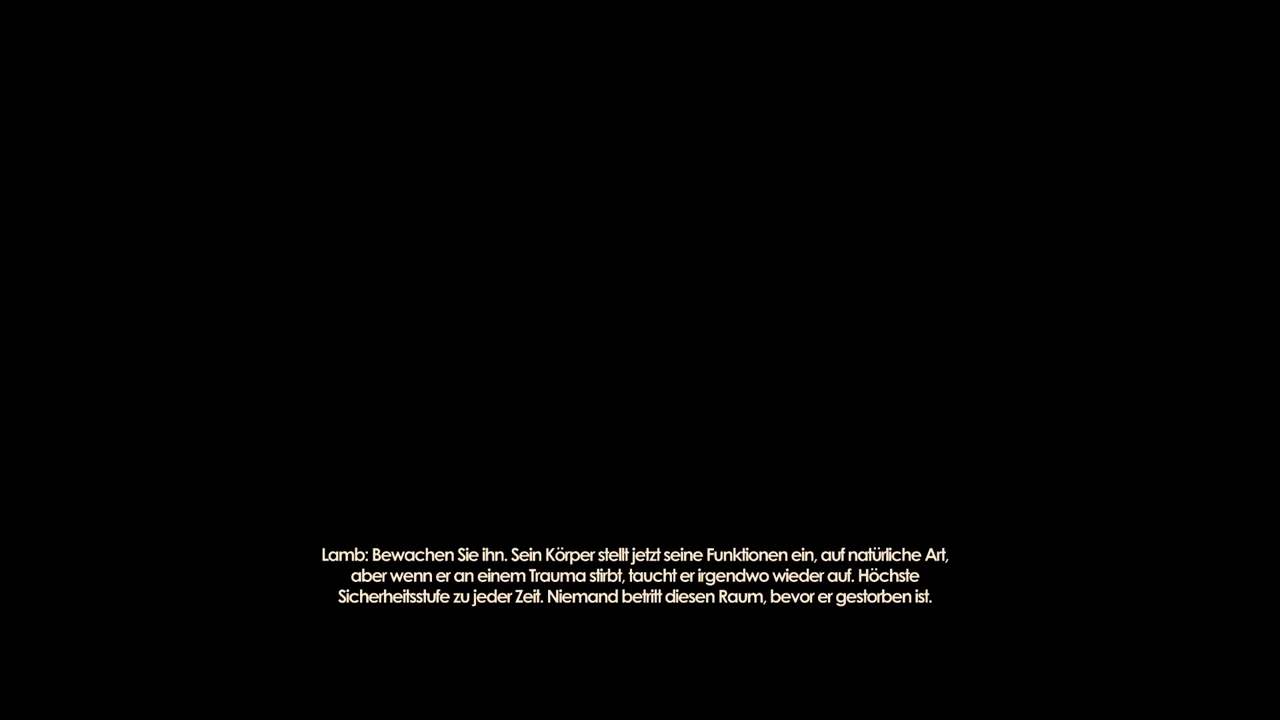 Lamb: Bewachen Sie ihn. Sein Körper stellt jetzt seine Funktionen ein, auf natürliche Art,
aber wenn er an einem Trauma stirbt, taucht er irgendwo wieder auf. Höchste
Sicherheitsstufe zu jeder Zeit. Niemand betritt diesen Raum, bevor er gestorben ist.